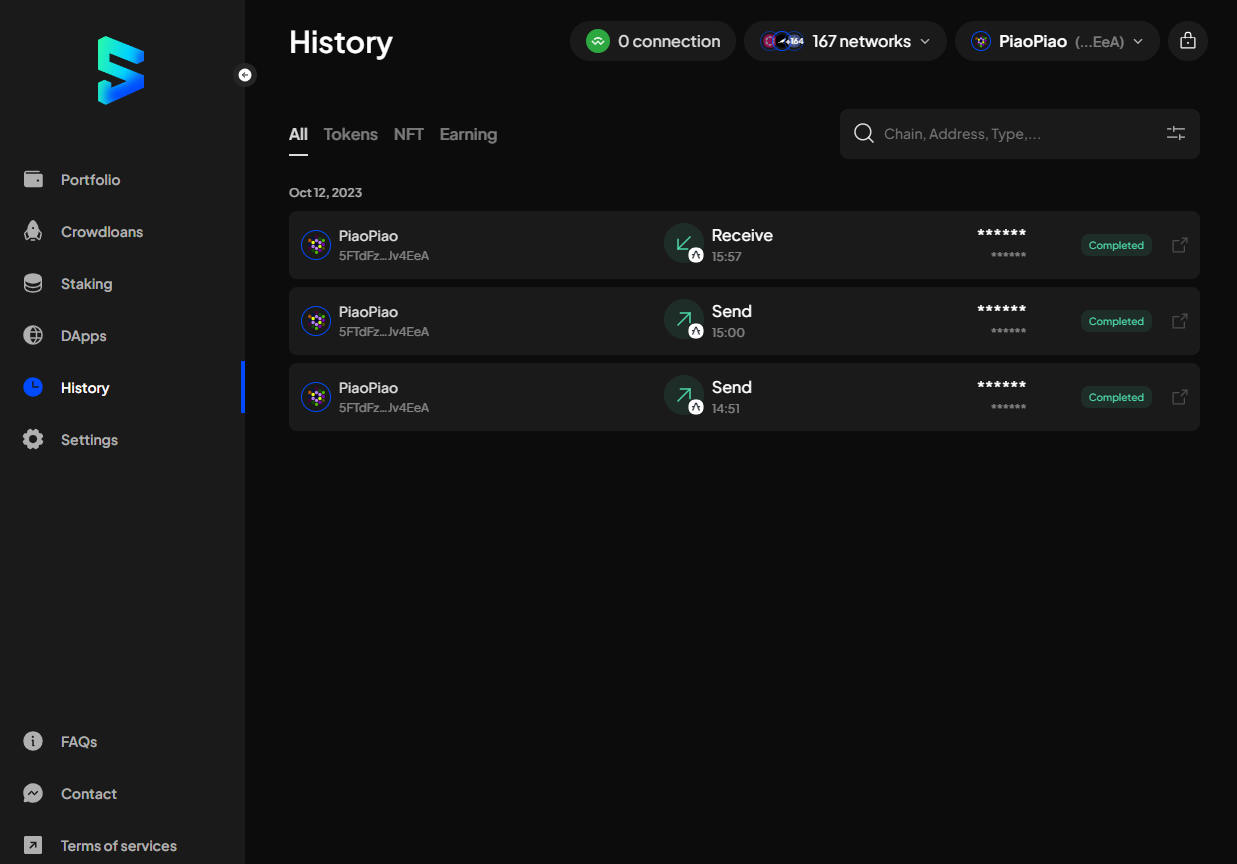 History
0 connection
+164
167 networks
PiaoPiao (...EeA)
All Tokens NFT Earning
Chain, Address, Type,...
Portfolio
Crowdloans
Staking
DApps
History
Settings
FAQs
Contact
Terms of services
Oct 12, 2023
PiaoPiao
5FTdFz...Jv4EeA
Receive
15:57
******
******
Completed
PiaoPiao
5FTdFz...Jv4EeA
Send
15:00
******
******
Completed
PiaoPiao
5FTdFz...Jv4EeA
Send
14:51
******
******
Completed